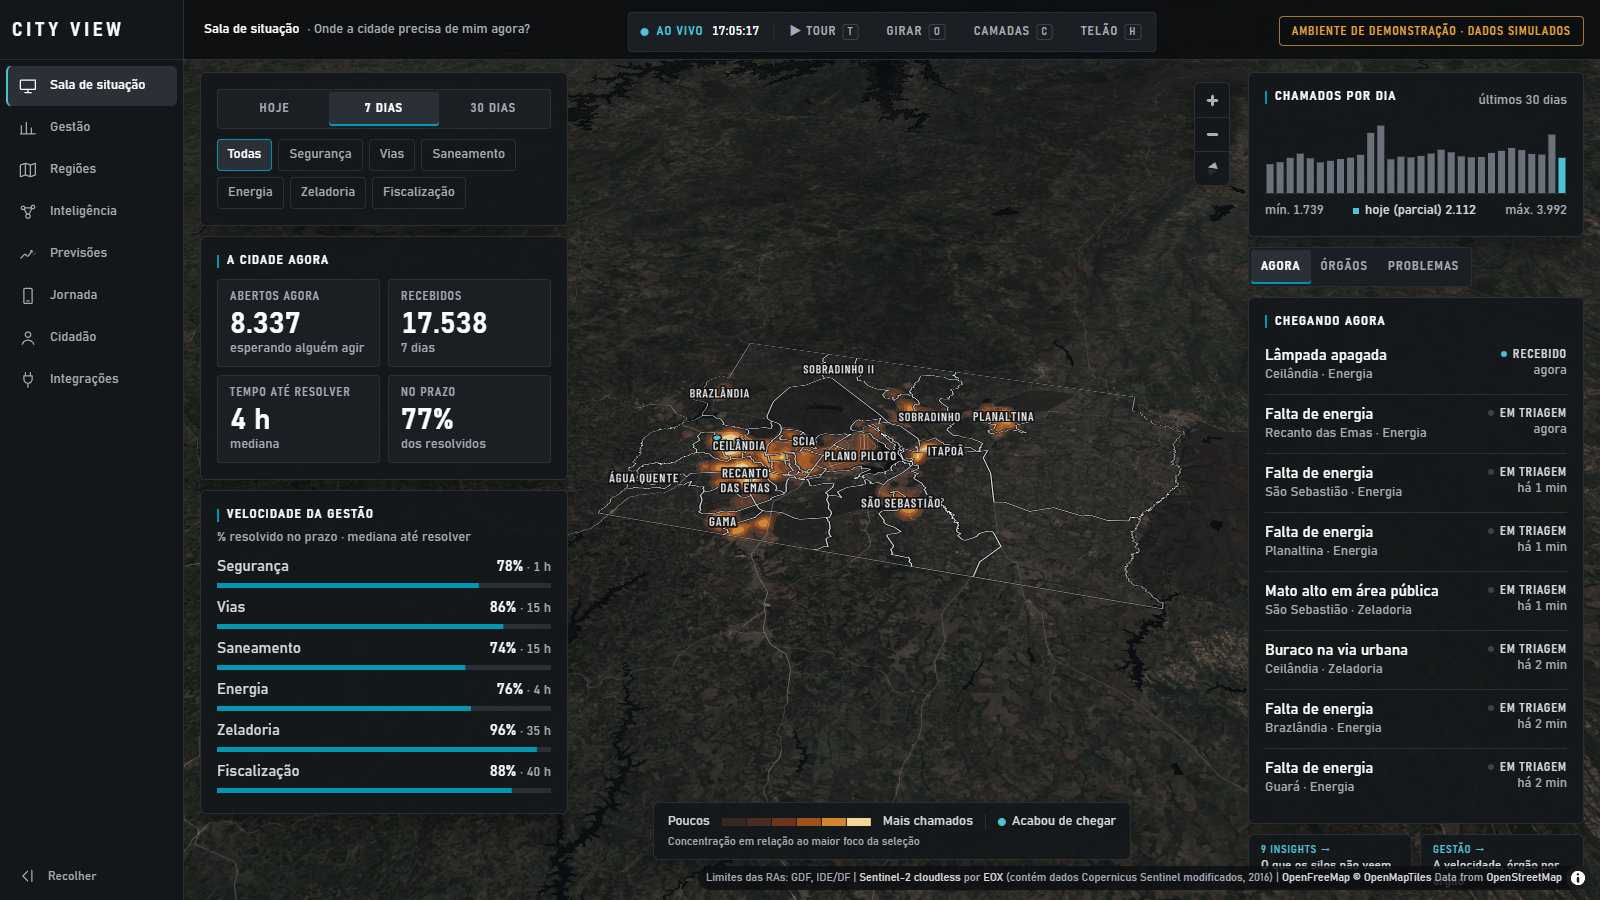 CITY VIEW
Sala de situação · Onde a cidade precisa de mim agora?
AO VIVO 17:05:17
TOUR T
GIRAR O
CAMADAS C
TELÃO H
AMBIENTE DE DEMONSTRAÇÃO · DADOS SIMULADOS
Sala de situação
Gestão
Regiões
Inteligência
Previsões
Jornada
Cidadão
Integrações
Recolher
HOJE
7 DIAS
30 DIAS
Todas
Segurança
Vias
Saneamento
Energia
Zeladoria
Fiscalização
A CIDADE AGORA
ABERTOS AGORA
8.337
esperando alguém agir
RECEBIDOS
17.538
7 dias
TEMPO ATÉ RESOLVER
4 h
mediana
NO PRAZO
77%
dos resolvidos
VELOCIDADE DA GESTÃO
% resolvido no prazo · mediana até resolver
Segurança 78% · 1 h
Vias 86% · 15 h
Saneamento 74% · 15 h
Energia 76% · 4 h
Zeladoria 96% · 35 h
Fiscalização 88% · 40 h
SOBRADINHO II
BRAZLÂNDIA
SOBRADINHO
PLANALTINA
CEILÂNDIA
SCIA
PLANO PILOTO
ITAPOÃ
ÁGUA QUENTE
RECANTO
DAS EMAS
SÃO SEBASTIÃO
GAMA
Poucos
Mais chamados
Acabou de chegar
Concentração em relação ao maior foco da seleção
CHAMADOS POR DIA
últimos 30 dias
mín. 1.739
hoje (parcial) 2.112
máx. 3.992
AGORA
ÓRGÃOS
PROBLEMAS
CHEGANDO AGORA
Lâmpada apagada RECEBIDO
Ceilândia · Energia agora
Falta de energia EM TRIAGEM
Recanto das Emas · Energia agora
Falta de energia EM TRIAGEM
São Sebastião · Energia há 1 min
Falta de energia EM TRIAGEM
Planaltina · Energia há 1 min
Mato alto em área pública EM TRIAGEM
São Sebastião · Zeladoria há 1 min
Buraco na via urbana EM TRIAGEM
Ceilândia · Zeladoria há 2 min
Falta de energia EM TRIAGEM
Brazlândia · Energia há 2 min
Falta de energia EM TRIAGEM
Guará · Energia há 2 min
9 INSIGHTS →
O que os silos não veem
GESTÃO →
A velocidade, órgão por
Limites das RAs: GDF, IDE/DF | Sentinel-2 cloudless por EOX (contém dados Copernicus Sentinel modificados, 2016) | OpenFreeMap © OpenMapTiles Data from OpenStreetMap